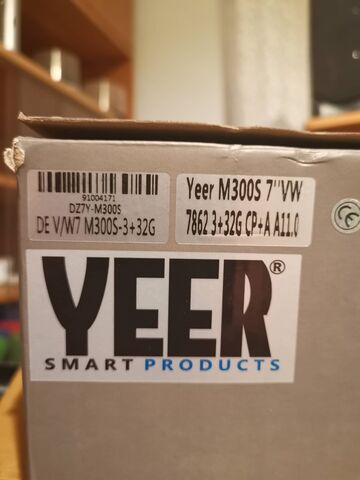 91004171
DZ7Y-M300S
DE V/W7 M300S-3+32G
Yeer M300S 7''VW
7862 3+32G CP+A A11.0
YEER®
SMART PRODUCTS
CE